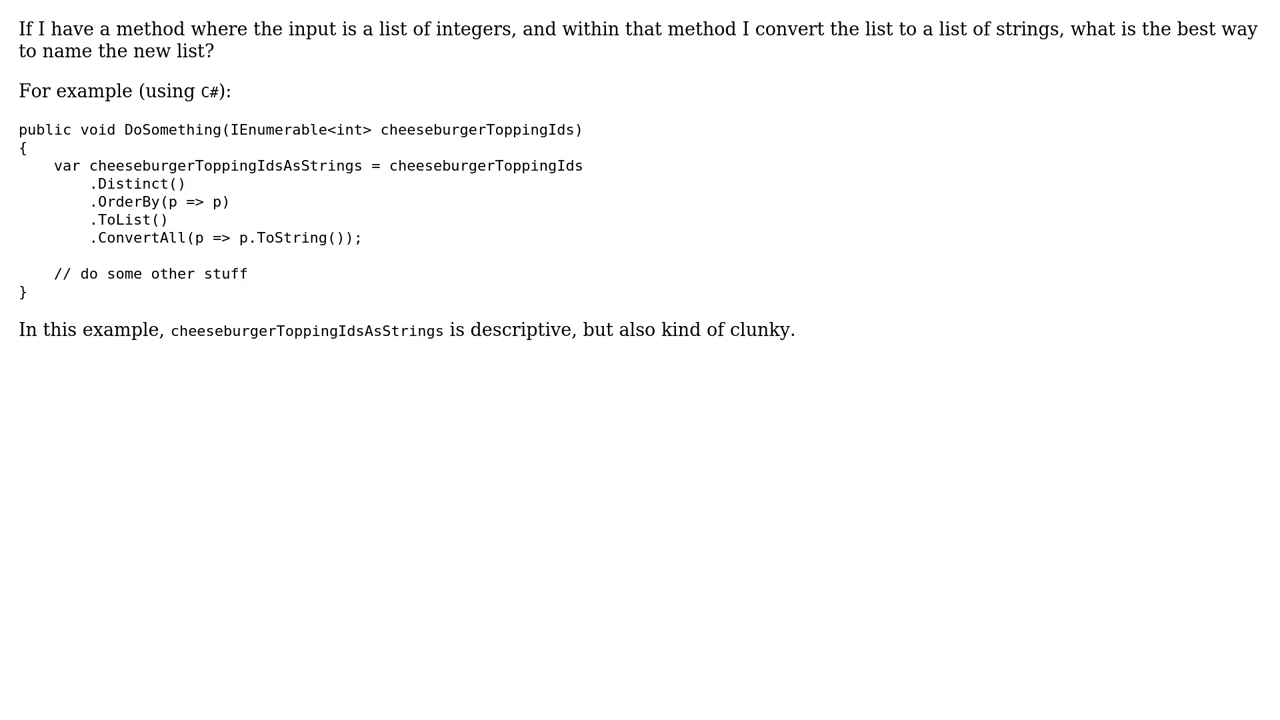 If I have a method where the input is a list of integers, and within that method I convert the list to a list of strings, what is the best way
to name the new list?
For example (using C#):
public void DoSomething(IEnumerable<int> cheeseburgerToppingIds)
{
    var cheeseburgerToppingIdsAsStrings = cheeseburgerToppingIds
        .Distinct()
        .OrderBy(p => p)
        .ToList()
        .ConvertAll(p => p.ToString());
    // do some other stuff
}
In this example, cheeseburgerToppingIdsAsStrings is descriptive, but also kind of clunky.